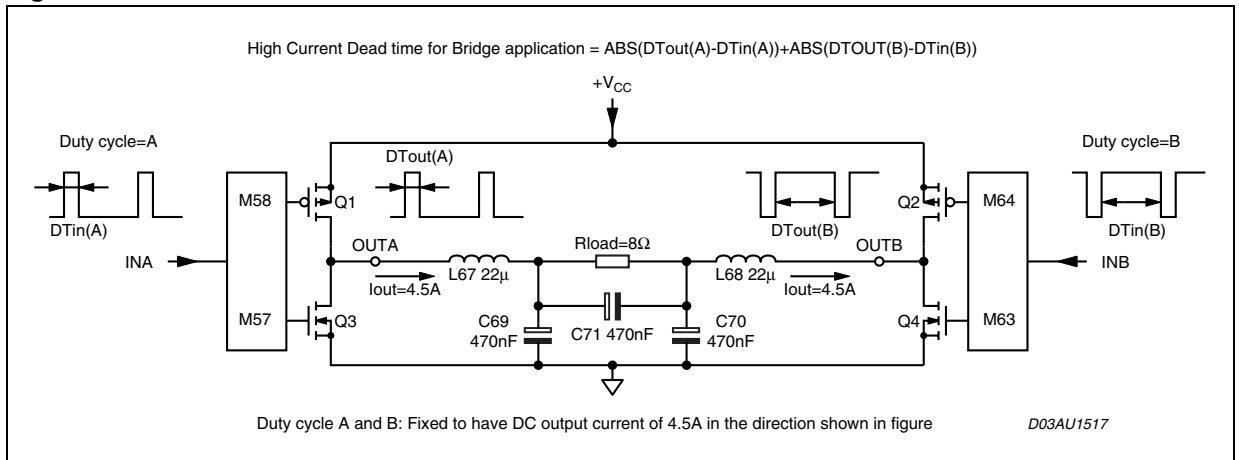 High Current Dead time for Bridge application = ABS(DTout(A)-DTin(A))+ABS(DTOUT(B)-DTin(B))
+VCC
Duty cycle=A
DTout(A)
Duty cycle=B
M58
Q1
Q2
M64
DTin(A)
DTout(B)
DTin(B)
OUTA
Rload=8Ω
OUTB
INA
INB
L67 22μ
L68 22μ
Iout=4.5A
Iout=4.5A
M57
Q3
C69
470nF
C71 470nF
C70
470nF
Q4
M63
Duty cycle A and B: Fixed to have DC output current of 4.5A in the direction shown in figure
D03AU1517